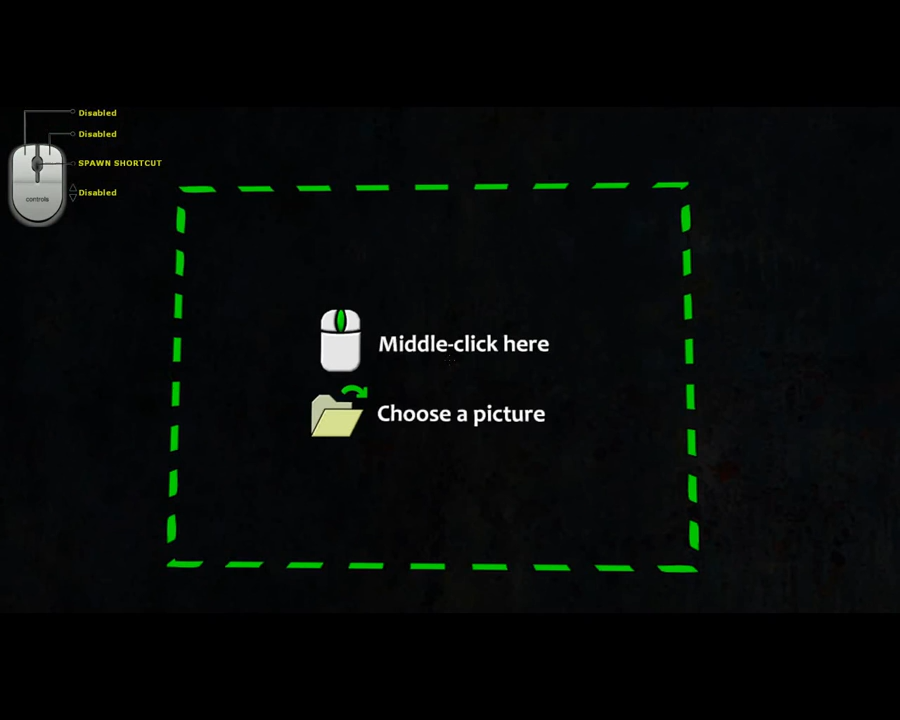 Disabled
Disabled
SPAWN SHORTCUT
Disabled
controls
Middle-click here
Choose a picture